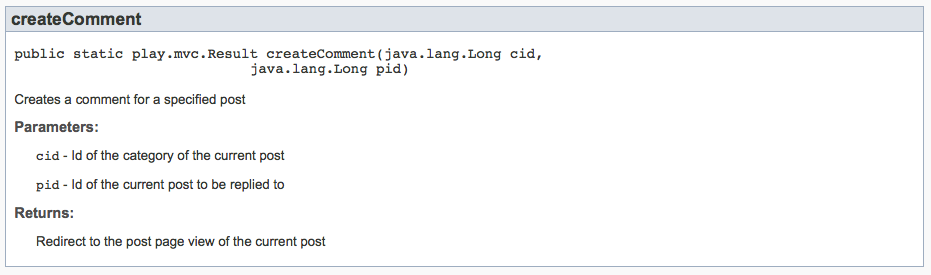 createComment
public static play.mvc.Result createComment(java.lang.Long cid,
java.lang.Long pid)
Creates a comment for a specified post
Parameters:
cid - Id of the category of the current post
pid - Id of the current post to be replied to
Returns:
Redirect to the post page view of the current post